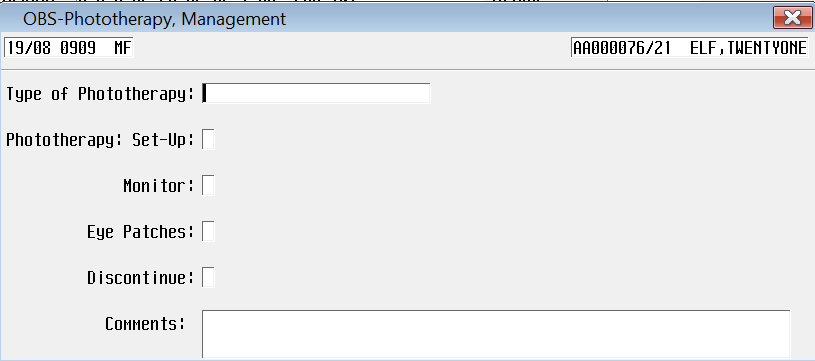 OBS-Phototherapy, Management
19/08 0909 MF
AA000076/21 ELF,TWENTYONE
Type of Phototherapy:
Phototherapy: Set-Up:
Monitor:
Eye Patches:
Discontinue:
Comments: